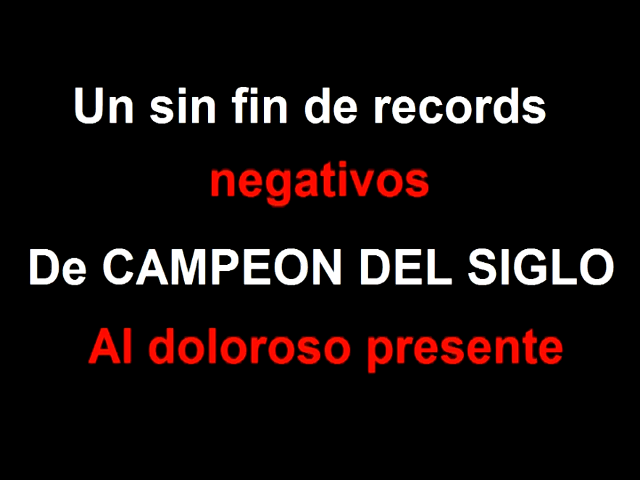 Un sin fin de records
negativos
De CAMPEON DEL SIGLO
Al doloroso presente